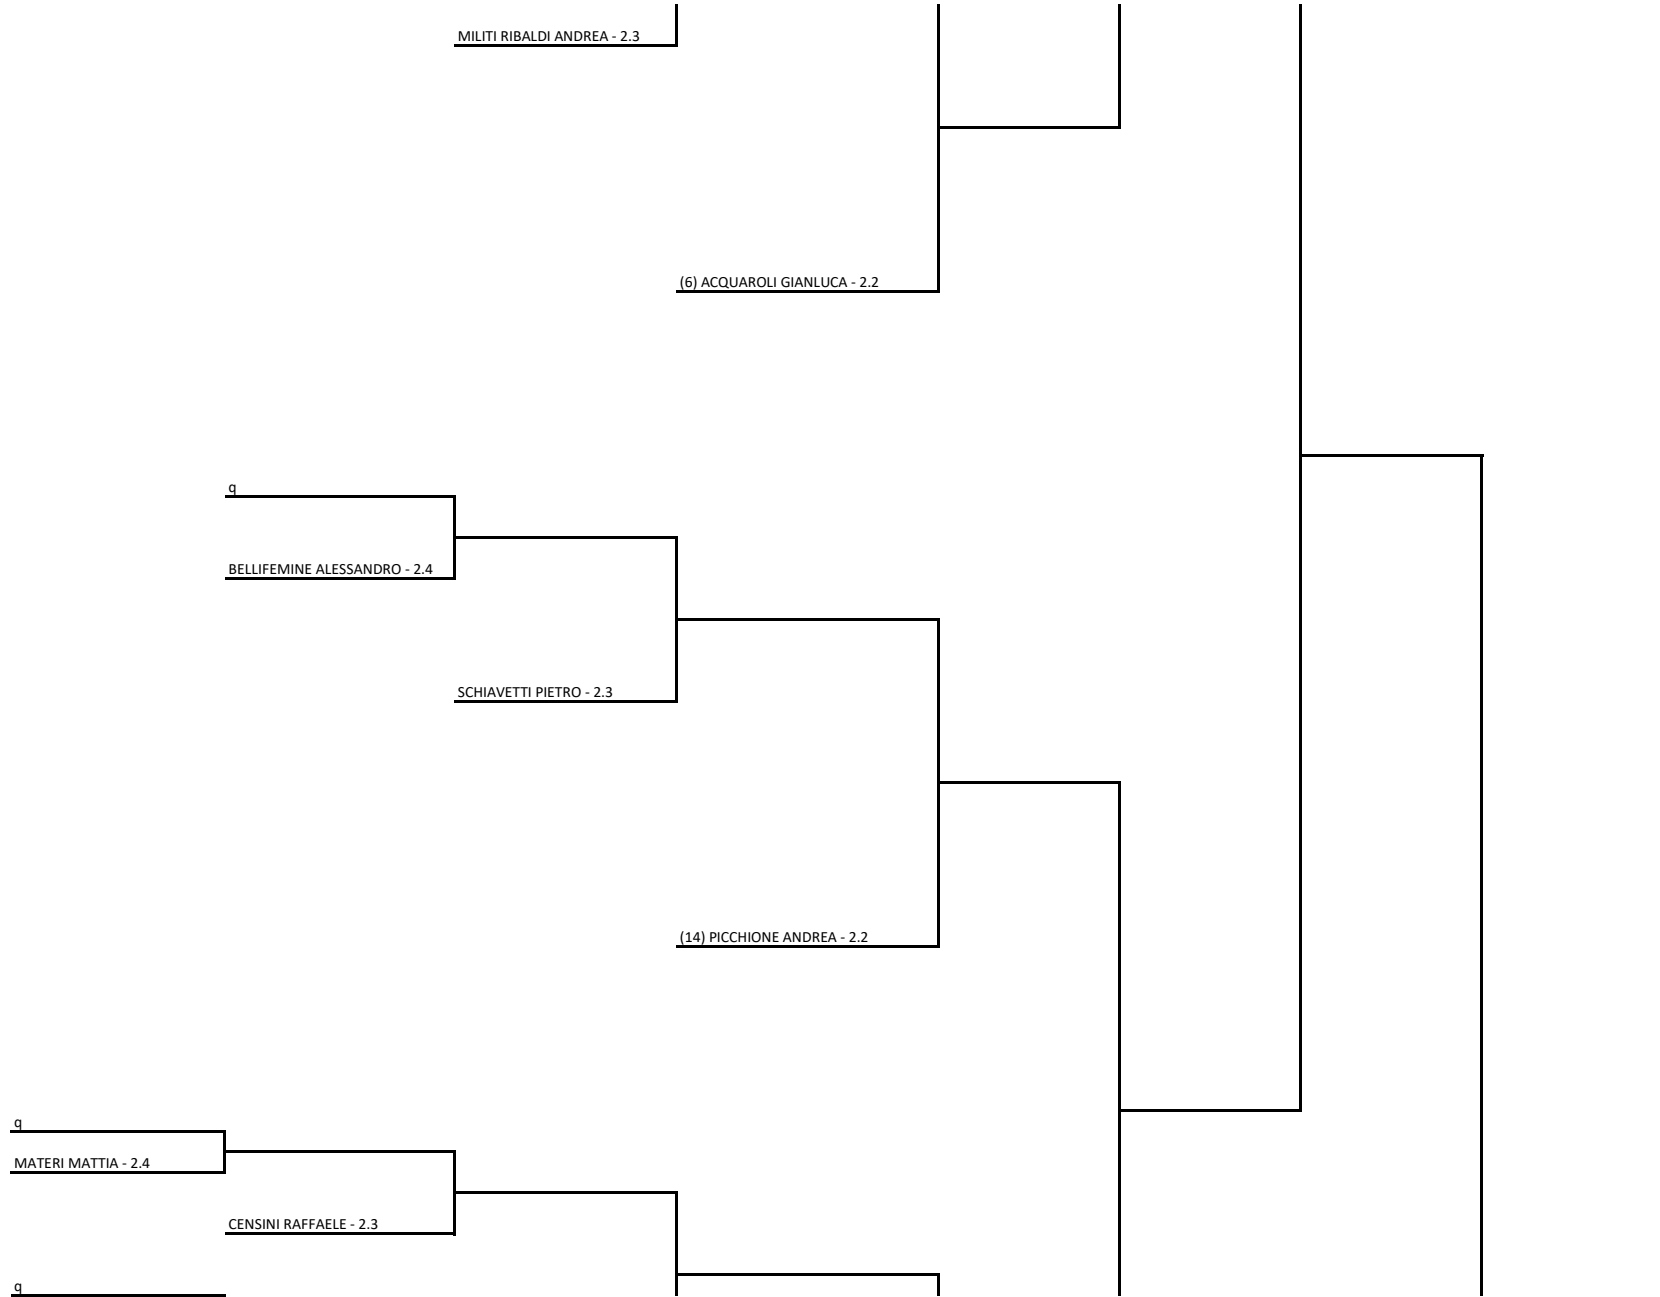 MILITI RIBALDI ANDREA - 2.3
(6) ACQUAROLI GIANLUCA - 2.2
q
BELLIFEMINE ALESSANDRO - 2.4
SCHIAVETTI PIETRO - 2.3
(14) PICCHIONE ANDREA - 2.2
q
MATERI MATTIA - 2.4
CENSINI RAFFAELE - 2.3
q